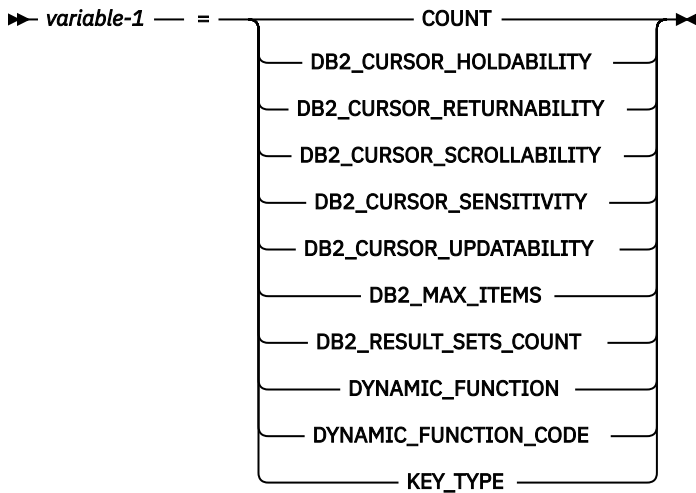 variable-1 = COUNT
DB2_CURSOR_HOLDABILITY
DB2_CURSOR_RETURNABILITY
DB2_CURSOR_SCROLLABILITY
DB2_CURSOR_SENSITIVITY
DB2_CURSOR_UPDATABILITY
DB2_MAX_ITEMS
DB2_RESULT_SETS_COUNT
DYNAMIC_FUNCTION
DYNAMIC_FUNCTION_CODE
KEY_TYPE